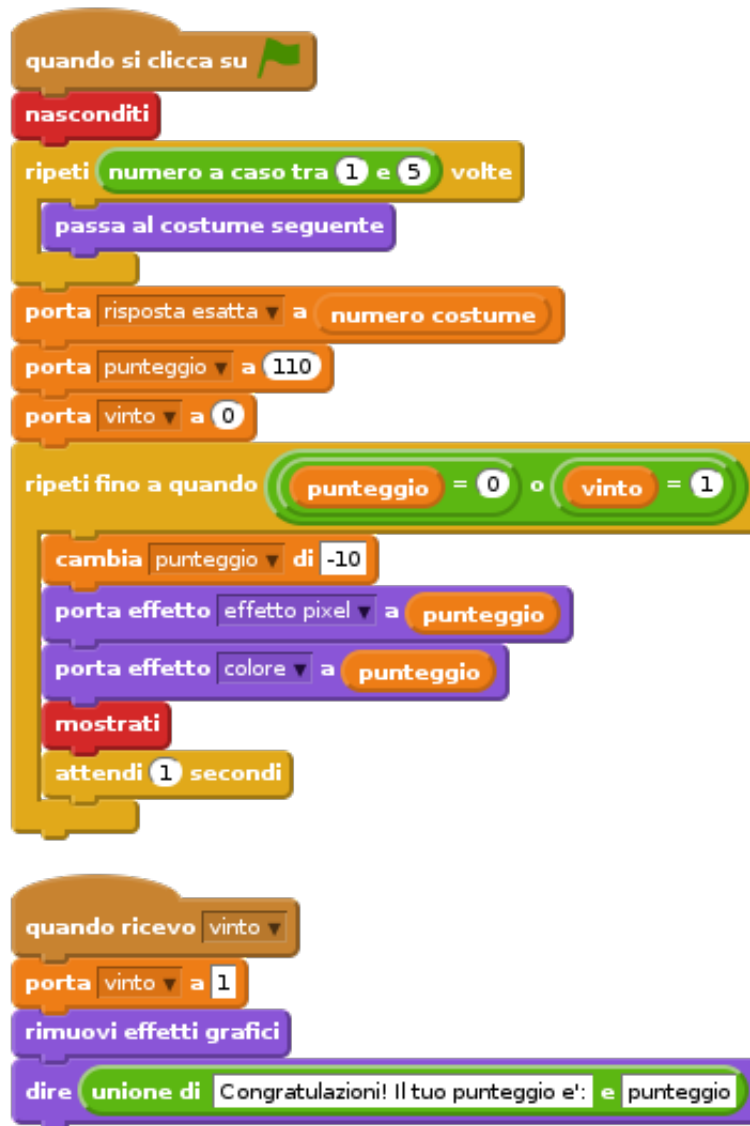 quando si clicca su
nasconditi
ripeti numero a caso tra 1 e 5 volte
passa al costume seguente
porta risposta esatta a numero costume
porta punteggio a 110
porta vinto a 0
ripeti fino a quando punteggio = 0 o vinto = 1
cambia punteggio di -10
porta effetto effetto pixel a punteggio
porta effetto colore a punteggio
mostrati
attendi 1 secondi
quando ricevo vinto
porta vinto a 1
rimuovi effetti grafici
dire unione di Congratulazioni! Il tuo punteggio e': e punteggio